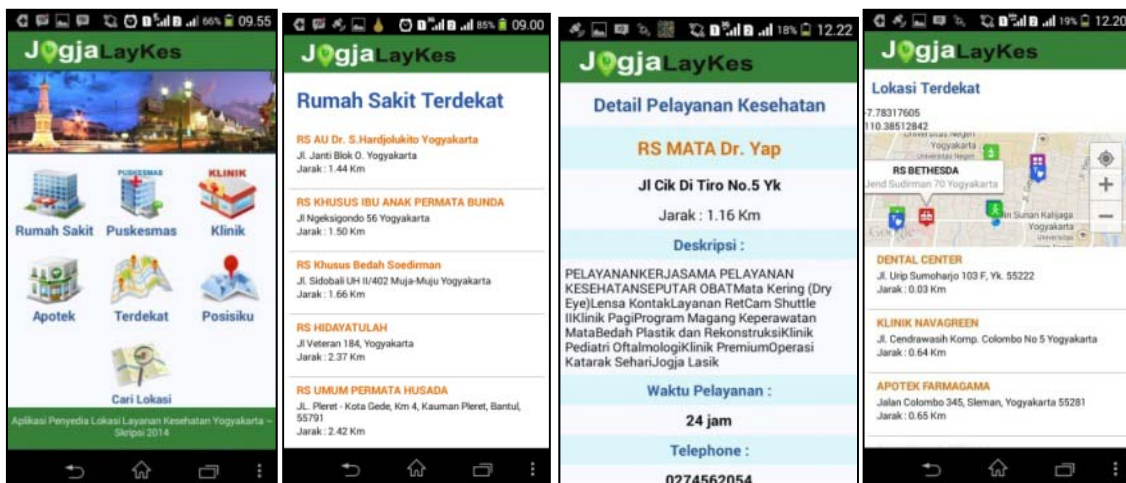 66% 09.55
JogjaLayKes
PUSKESMAS
KLINIK
Rumah Sakit Puskesmas Klinik
Apotek Terdekat Posisiku
Cari Lokasi
Aplikasi Penyedia Lokasi Layanan Kesehatan Yogyakarta –
Skripsi 2014
85% 09.00
JogjaLayKes
Rumah Sakit Terdekat
RS AU Dr. S.Hardjolukito Yogyakarta
Jl. Janti Blok O. Yogyakarta
Jarak : 1.44 Km
RS KHUSUS IBU ANAK PERMATA BUNDA
Jl Ngeksigondo 56 Yogyakarta
Jarak : 1.50 Km
RS Khusus Bedah Soedirman
Jl. Sidobali UH II/402 Muja-Muju Yogyakarta
Jarak : 1.66 Km
RS HIDAYATULAH
Jl Veteran 184, Yogyakarta
Jarak : 2.37 Km
RS UMUM PERMATA HUSADA
JL. Pleret - Kota Gede, Km 4, Kauman Pleret, Bantul,
55791
Jarak : 2.42 Km
18% 12.22
JogjaLayKes
Detail Pelayanan Kesehatan
RS MATA Dr. Yap
Jl Cik Di Tiro No.5 Yk
Jarak : 1.16 Km
Deskripsi :
PELAYANANKERJASAMA PELAYANAN
KESEHATANSEPUTAR OBATMata Kering (Dry
Eye)Lensa KontakLayanan RetCam Shuttle
IIKlinik PagiProgram Magang Keperawatan
MataBedah Plastik dan RekonstruksiKlinik
Pediatri OftalmologiKlinik PremiumOperasi
Katarak SehariJogja Lasik
Waktu Pelayanan :
24 jam
Telephone :
0274562054
19% 12.20
JogjaLayKes
Lokasi Terdekat
-7.78317605
110.38512842
Universitas Negeri
Yogyakarta
RS BETHESDA
Jend Sudirman 70 Yogyakarta
Sunan Kalijaga
Yogyakarta
Google
DENTAL CENTER
Jl. Urip Sumoharjo 103 F, Yk. 55222
Jarak : 0.03 Km
KLINIK NAVAGREEN
Jl. Cendrawasih Komp. Colombo No 5 Yogyakarta
Jarak : 0.64 Km
APOTEK FARMAGAMA
Jalan Colombo 345, Sleman, Yogyakarta 55281
Jarak : 0.65 Km